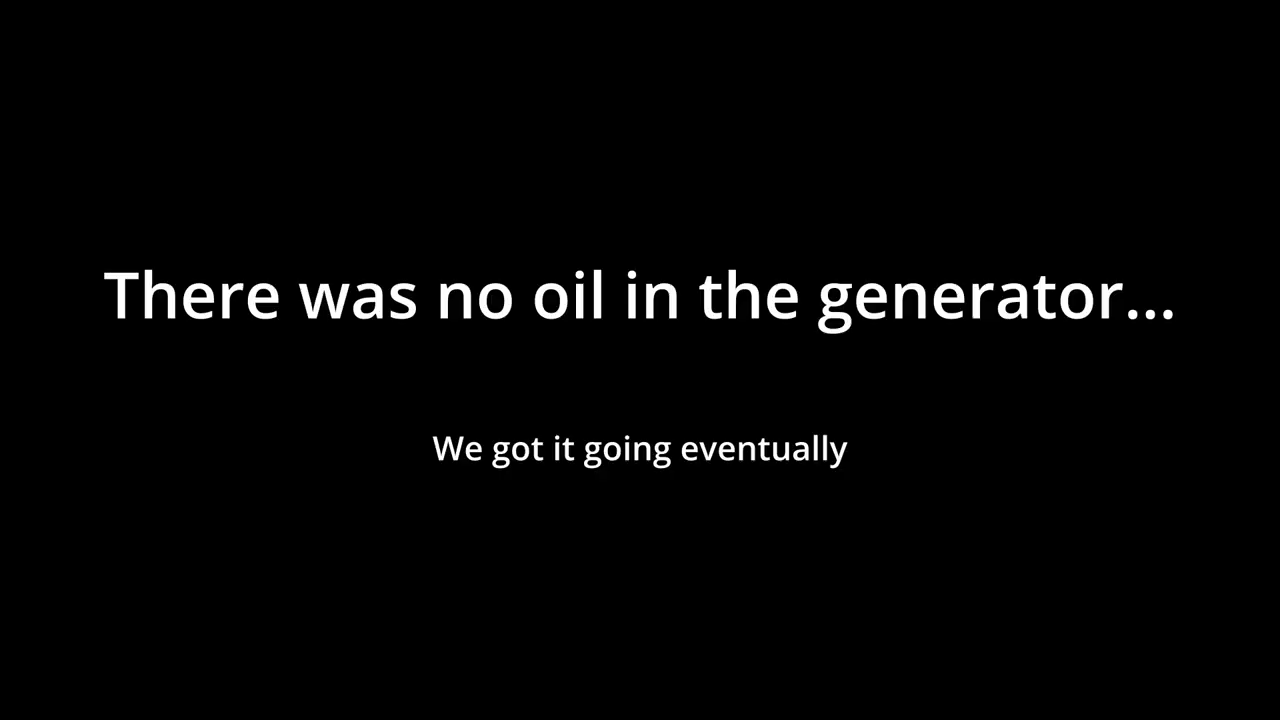 There was no oil in the generator...
We got it going eventually